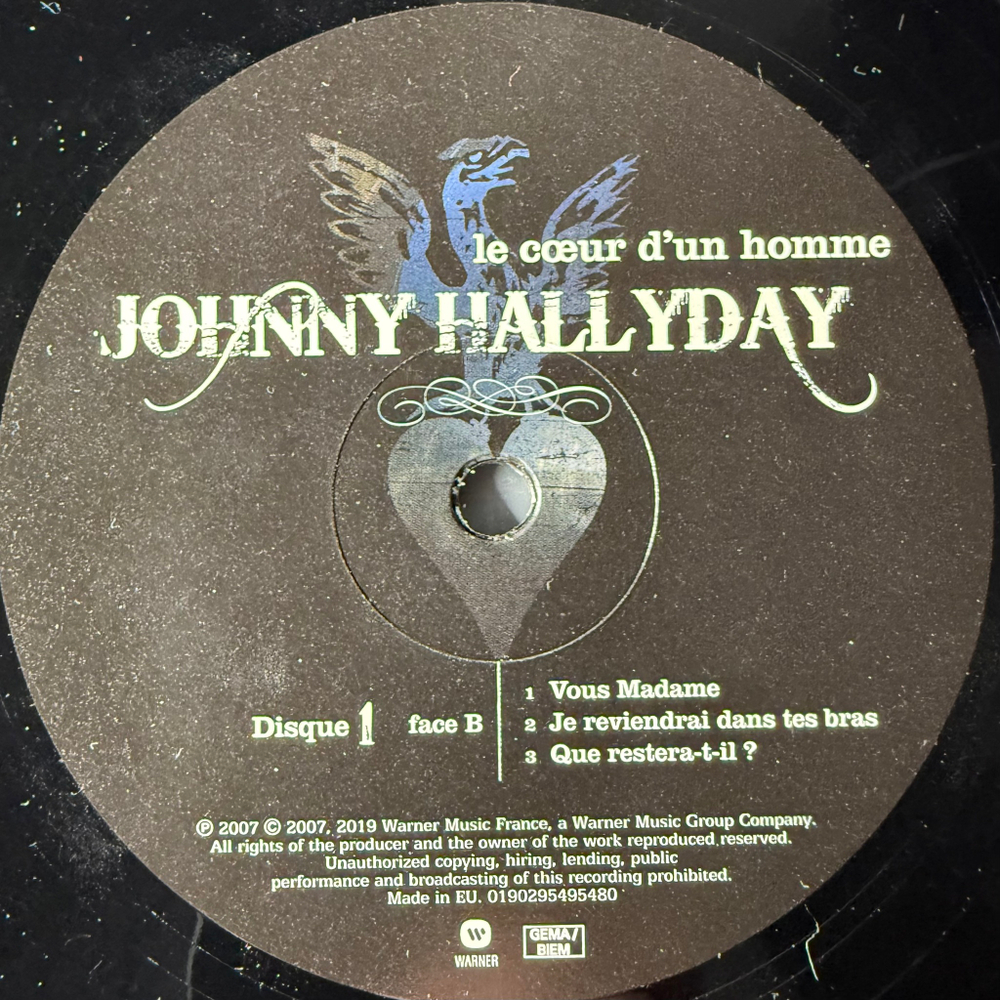 le cœur d'un homme
JOHNNY HALLYDAY
Disque 1 face B
1 Vous Madame
2 Je reviendrai dans tes bras
3 Que restera-t-il ?
℗ 2007 © 2007, 2019 Warner Music France, a Warner Music Group Company.
All rights of the producer and the owner of the work reproduced reserved.
Unauthorized copying, hiring, lending, public
performance and broadcasting of this recording prohibited.
Made in EU. 0190295495480
WARNER
GEMA/
BIEM